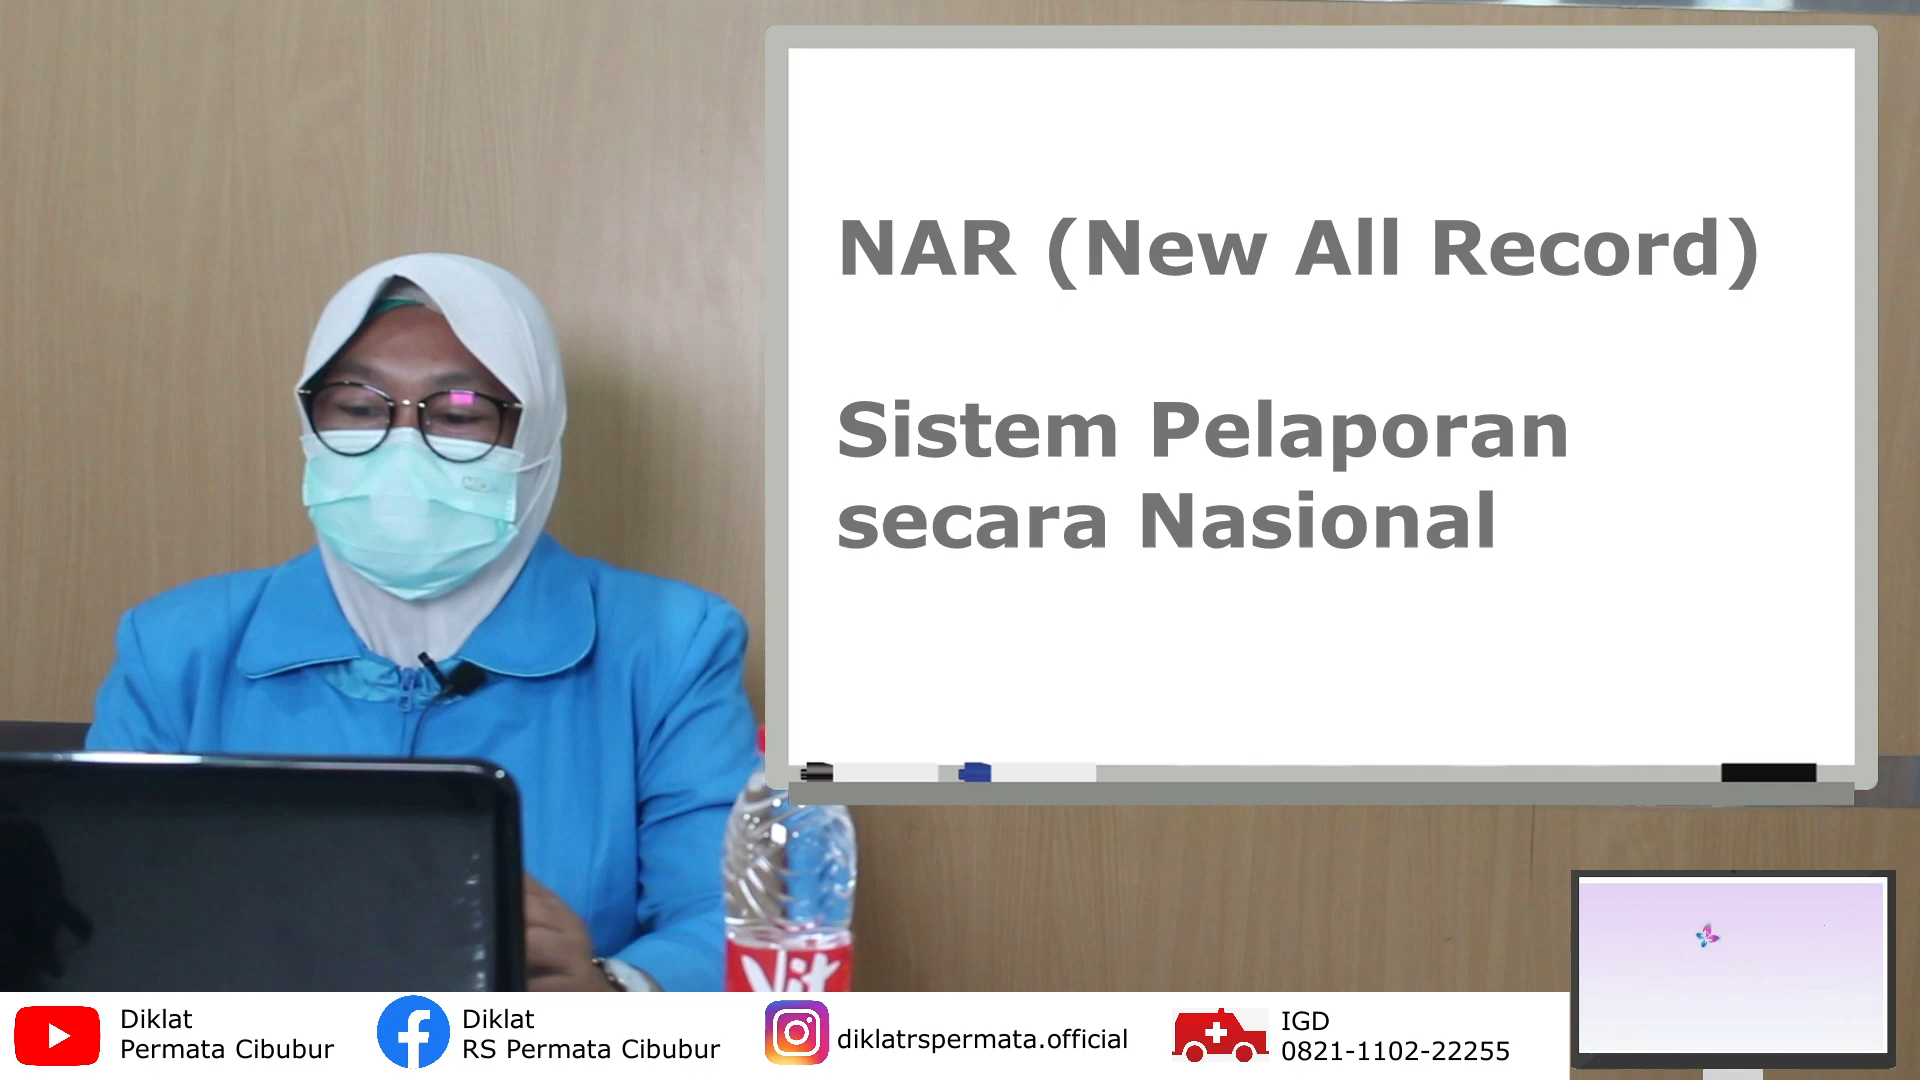 NAR (New All Record)
Sistem Pelaporan
secara Nasional
Vit
Diklat
Permata Cibubur
Diklat
RS Permata Cibubur
diklatrspermata.official
IGD
0821-1102-22255